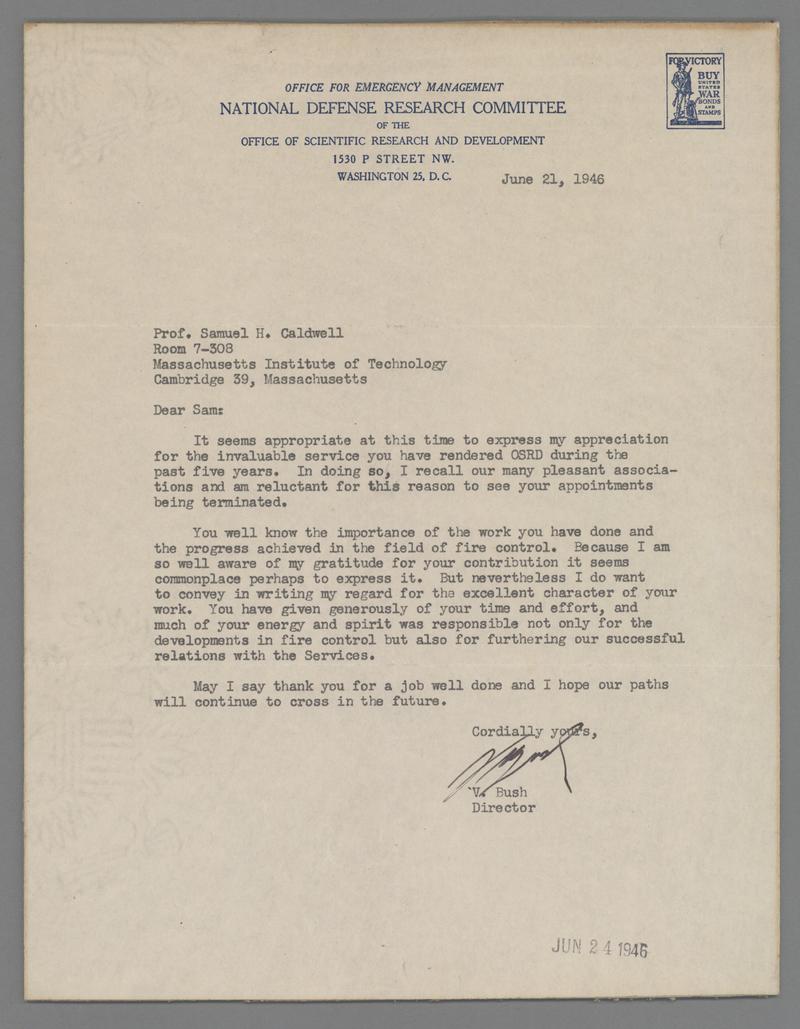 OFFICE FOR EMERGENCY MANAGEMENT
NATIONAL DEFENSE RESEARCH COMMITTEE
OF THE
OFFICE OF SCIENTIFIC RESEARCH AND DEVELOPMENT
1530 P STREET NW.
WASHINGTON 25, D. C.
FOR VICTORY
BUY
UNITED
STATES
WAR
BONDS
AND
STAMPS
June 21, 1946
Prof. Samuel H. Caldwell
Room 7-308
Massachusetts Institute of Technology
Cambridge 39, Massachusetts
Dear Sam:
It seems appropriate at this time to express my appreciation
for the invaluable service you have rendered OSRD during the
past five years. In doing so, I recall our many pleasant associa-
tions and am reluctant for this reason to see your appointments
being terminated.
You well know the importance of the work you have done and
the progress achieved in the field of fire control. Because I am
so well aware of my gratitude for your contribution it seems
commonplace perhaps to express it. But nevertheless I do want
to convey in writing my regard for the excellent character of your
work. You have given generously of your time and effort, and
much of your energy and spirit was responsible not only for the
developments in fire control but also for furthering our successful
relations with the Services.
May I say thank you for a job well done and I hope our paths
will continue to cross in the future.
Cordially yours,
V. Bush
V. Bush
Director
JUN 24 1946